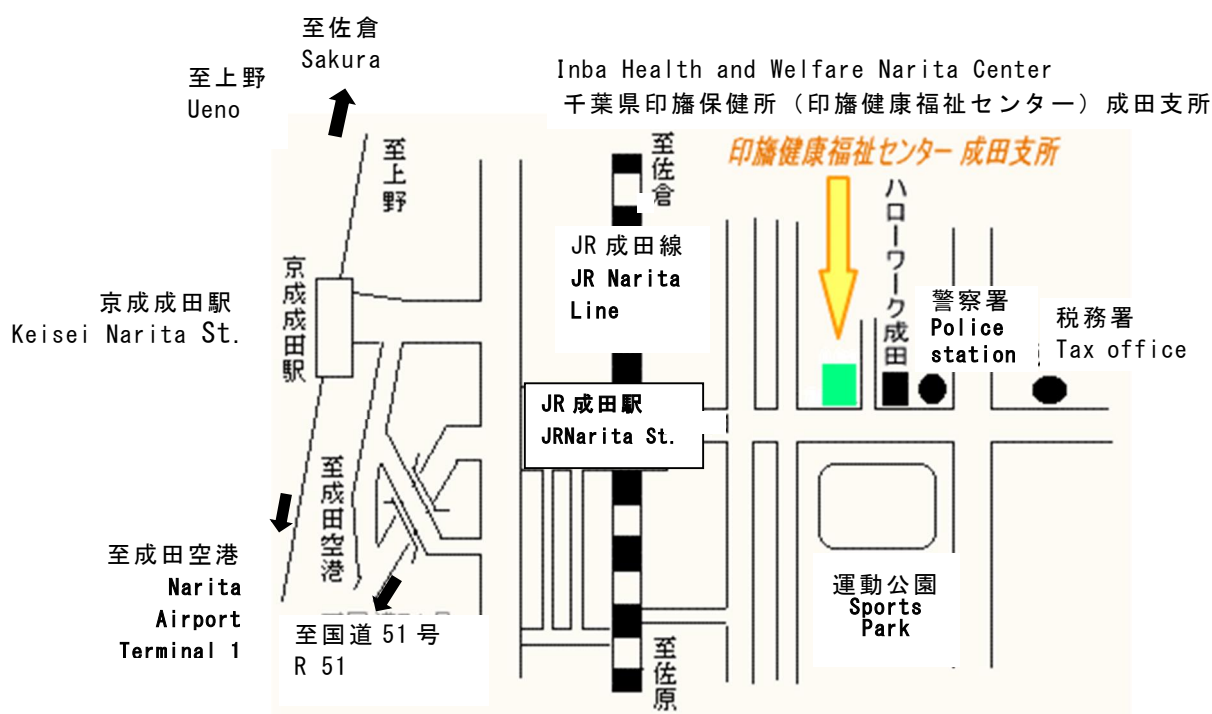 至佐倉
Sakura
至上野
Ueno
Inba Health and Welfare Narita Center
千葉県印旛保健所（印旛健康福祉センター）成田支所
至上野
至佐倉
印旛健康福祉センター 成田支所
ハローワーク成田
JR 成田線
JR Narita
Line
京成成田駅
京成成田駅
Keisei Narita St.
警察署
Police
station
税務署
Tax office
JR 成田駅
JRNarita St.
至成田空港
至成田空港
Narita
Airport
Terminal 1
運動公園
Sports
Park
至国道 51 号
R 51
至佐原